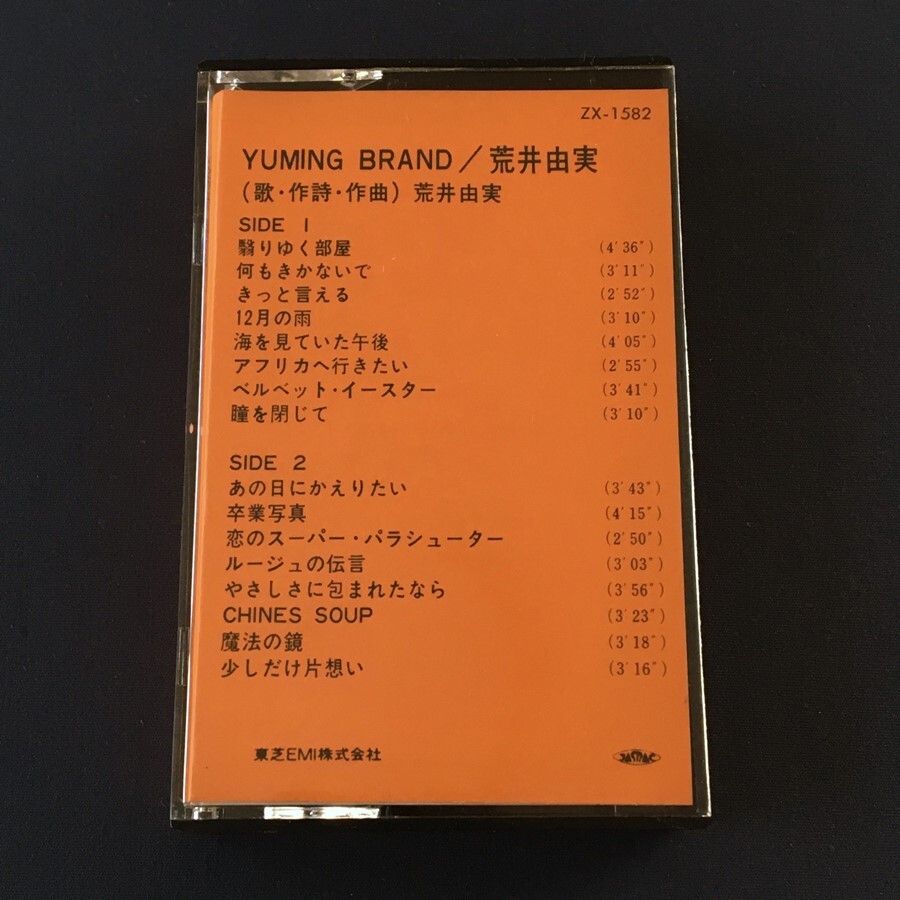 ZX-1582
YUMING BRAND／荒井由実
(歌・作詩・作曲) 荒井由実
SIDE 1
翳りゆく部屋 (4′36″)
何もきかないで (3′11″)
きっと言える (2′52″)
12月の雨 (3′10″)
海を見ていた午後 (4′05″)
アフリカへ行きたい (2′55″)
ベルベット・イースター (3′41″)
瞳を閉じて (3′10″)
SIDE 2
あの日にかえりたい (3′43″)
卒業写真 (4′15″)
恋のスーパー・パラシューター (2′50″)
ルージュの伝言 (3′03″)
やさしさに包まれたなら (3′56″)
CHINES SOUP (3′23″)
魔法の鏡 (3′18″)
少しだけ片想い (3′16″)
東芝EMI株式会社
JASRAC